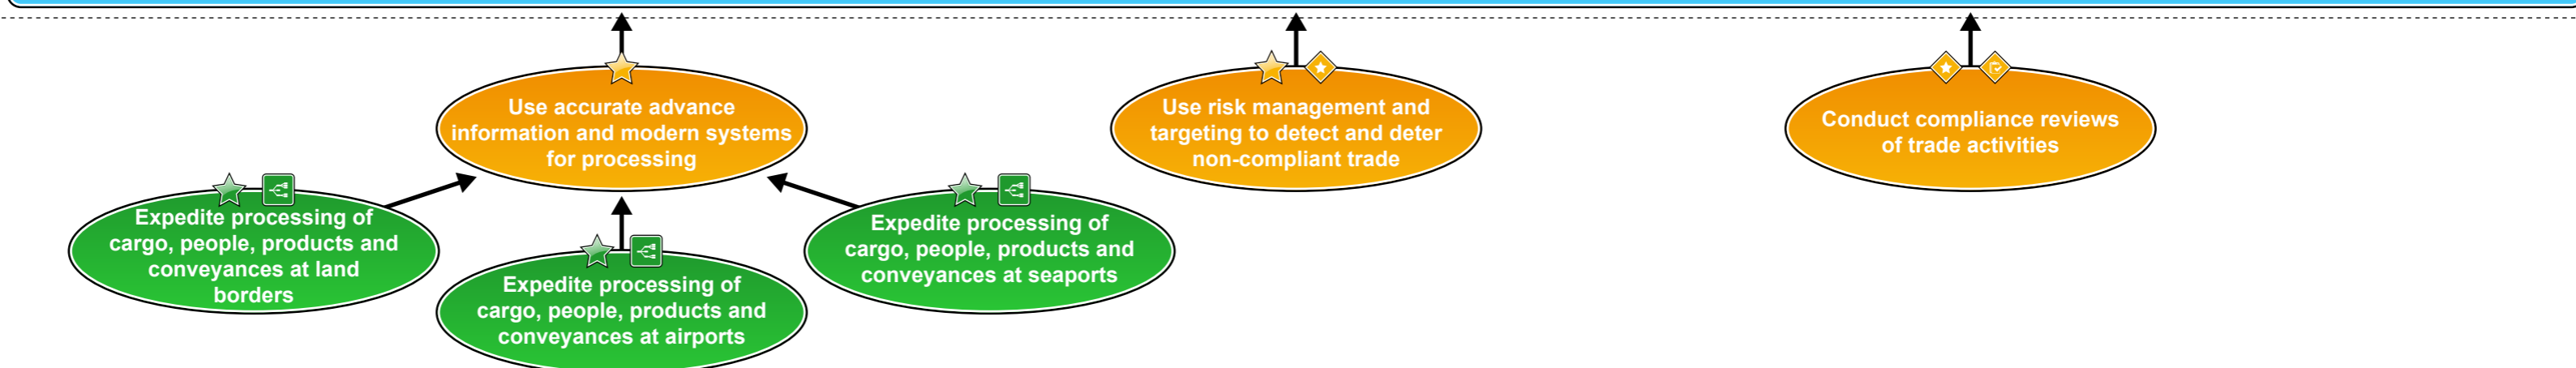 Use accurate advance
information and modern systems
for processing
Use risk management and
targeting to detect and deter
non-compliant trade
Conduct compliance reviews
of trade activities
Expedite processing of
cargo, people, products and
conveyances at land
borders
Expedite processing of
cargo, people, products and
conveyances at airports
Expedite processing of
cargo, people, products and
conveyances at seaports